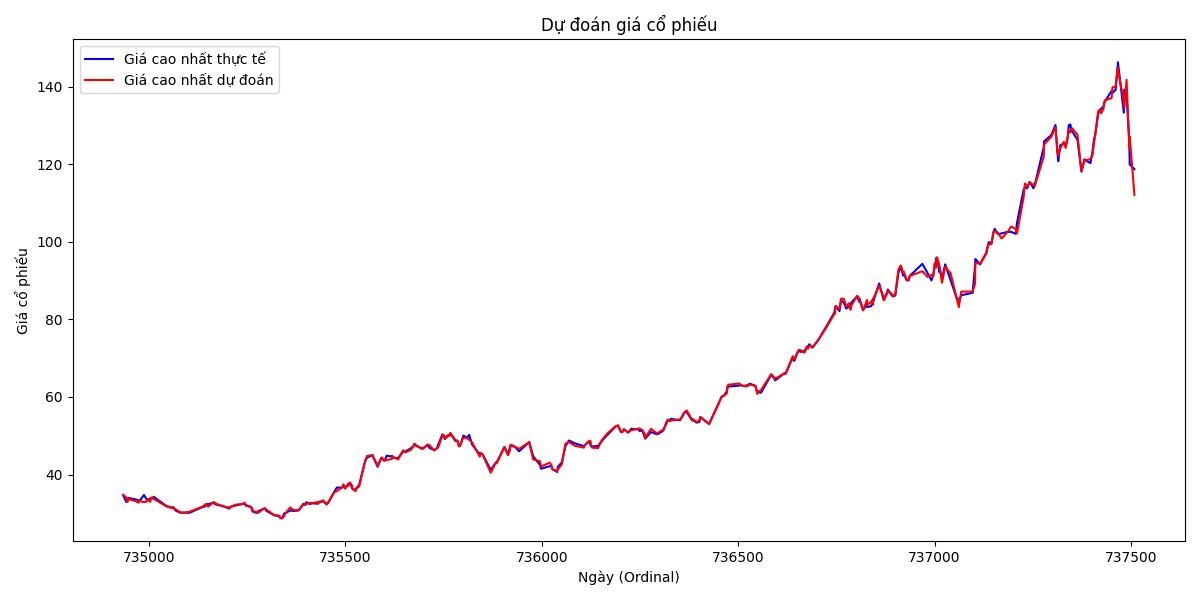 Dự đoán giá cổ phiếu
Giá cao nhất thực tế
Giá cao nhất dự đoán
Giá cổ phiếu
140
120
100
80
60
40
735000 735500 736000 736500 737000 737500
Ngày (Ordinal)